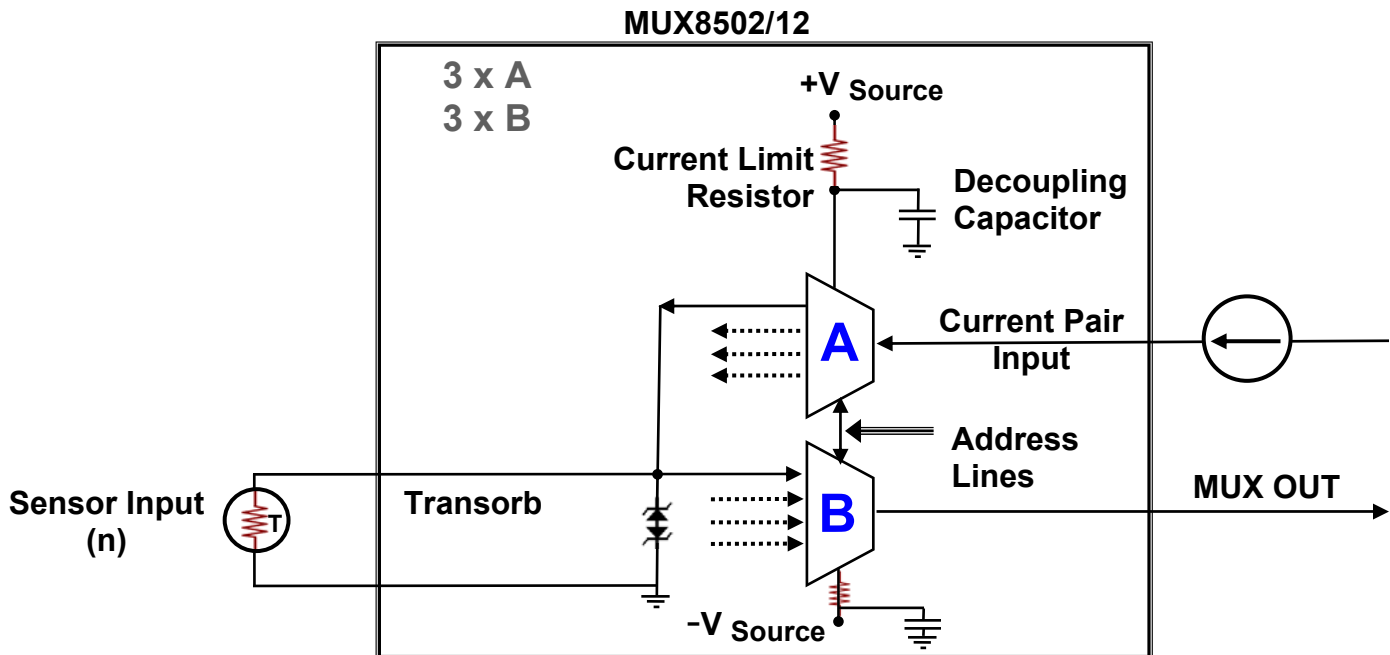 MUX8502/12
3 x A
3 x B
+V Source
Current Limit
Resistor
Decoupling
Capacitor
A
Current Pair
Input
Address
Lines
Sensor Input
(n)
T
Transorb
B
MUX OUT
-V Source